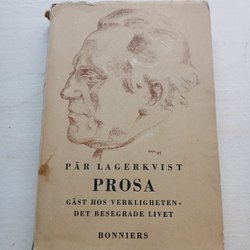 PÄR LAGERKVIST
PROSA
GÄST HOS VERKLIGHETEN ·
DET BESEGRADE LIVET
BONNIERS